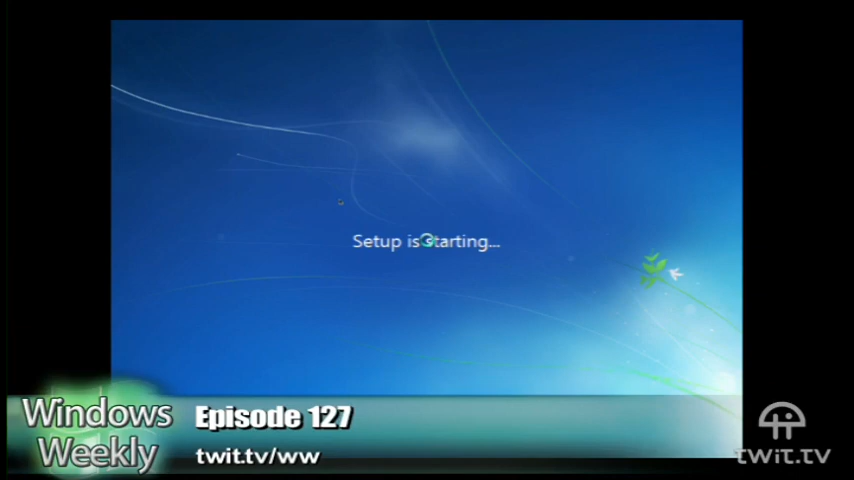 Setup is starting...
Windows
Weekly
Episode 127
twit.tv/ww
twit.tv